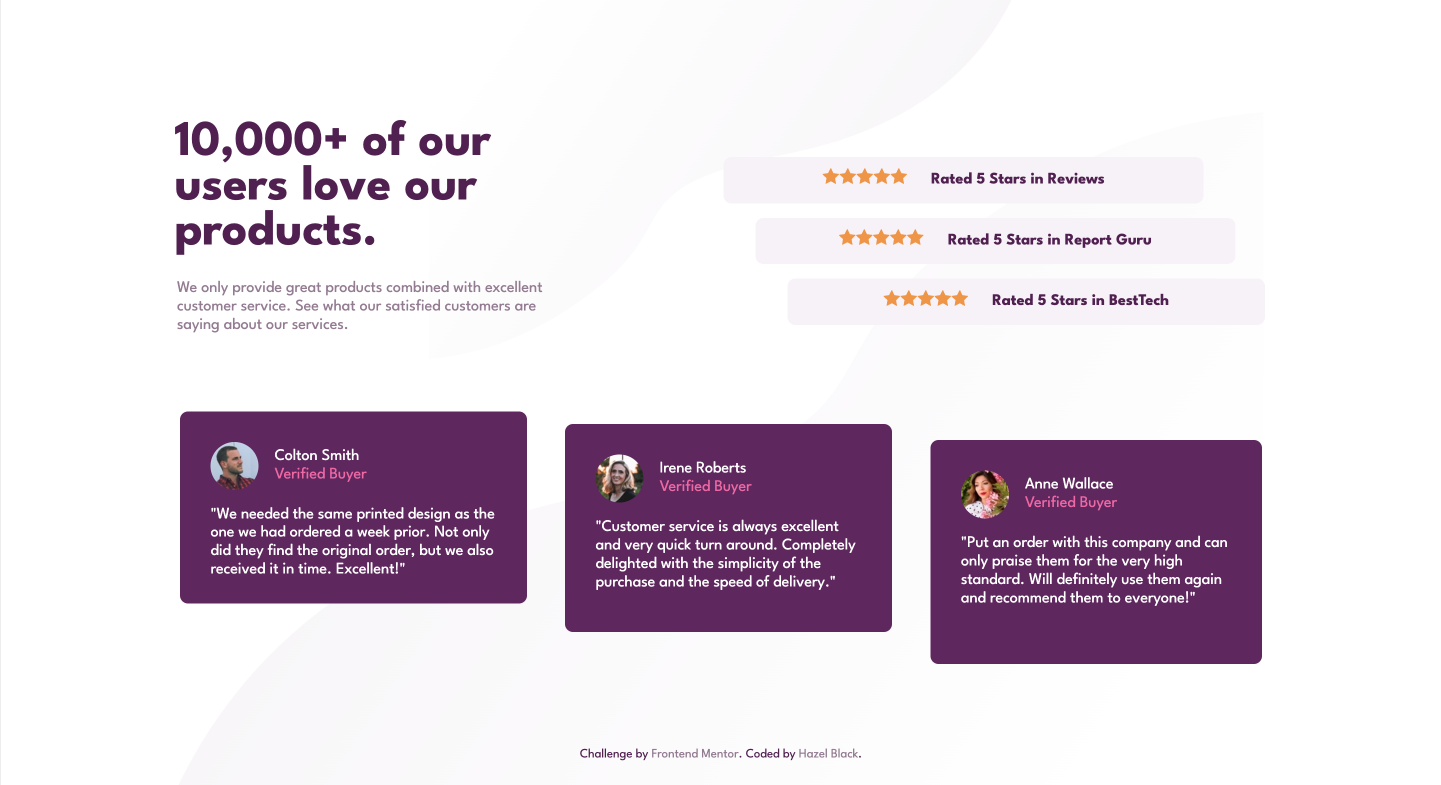 10,000+ of our
users love our
products.
We only provide great products combined with excellent
customer service. See what our satisfied customers are
saying about our services.
Rated 5 Stars in Reviews
Rated 5 Stars in Report Guru
Rated 5 Stars in BestTech
Colton Smith
Verified Buyer
"We needed the same printed design as the
one we had ordered a week prior. Not only
did they find the original order, but we also
received it in time. Excellent!"
Irene Roberts
Verified Buyer
"Customer service is always excellent
and very quick turn around. Completely
delighted with the simplicity of the
purchase and the speed of delivery."
Anne Wallace
Verified Buyer
"Put an order with this company and can
only praise them for the very high
standard. Will definitely use them again
and recommend them to everyone!"
Challenge by Frontend Mentor. Coded by Hazel Black.